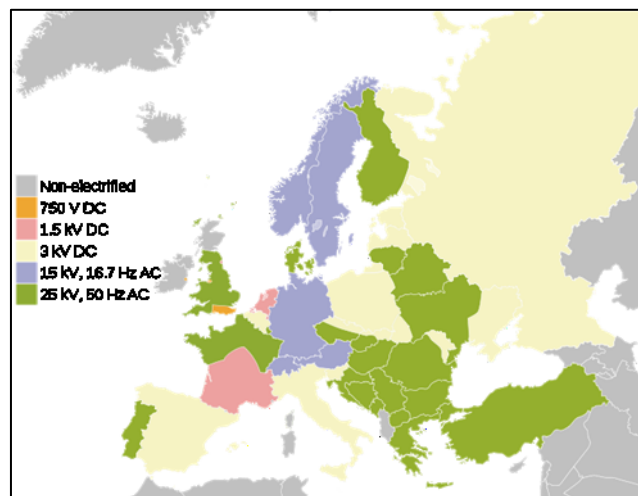 Non-electrified
750 V DC
1.5 kV DC
3 kV DC
15 kV, 16.7 Hz AC
25 kV, 50 Hz AC